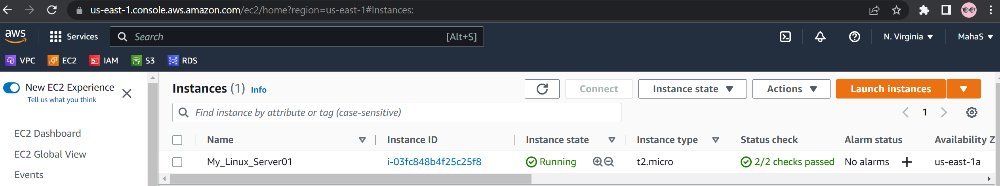 us-east-1.console.aws.amazon.com/ec2/home?region=us-east-1#Instances:
aws Services Search [Alt+S] N. Virginia MahaS
VPC EC2 IAM S3 RDS
New EC2 Experience
Tell us what you think
Instances (1) Info Connect Instance state Actions Launch instances
Find instance by attribute or tag (case-sensitive) 1
EC2 Dashboard
EC2 Global View
Events
Name Instance ID Instance state Instance type Status check Alarm status Availability Z
My_Linux_Server01 i-03fc848b4f25c25f8 Running t2.micro 2/2 checks passed No alarms us-east-1a